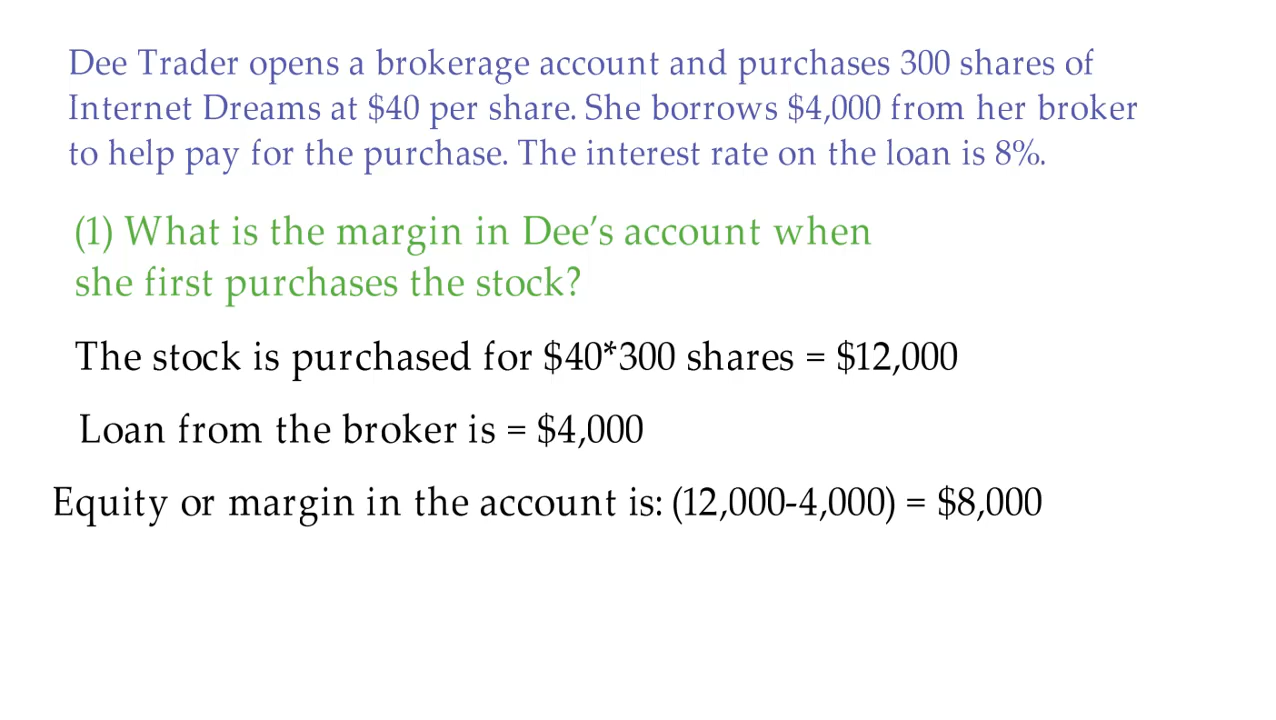 Dee Trader opens a brokerage account and purchases 300 shares of
Internet Dreams at $40 per share. She borrows $4,000 from her broker
to help pay for the purchase. The interest rate on the loan is 8%.
(1) What is the margin in Dee’s account when
she first purchases the stock?
The stock is purchased for $40*300 shares = $12,000
Loan from the broker is = $4,000
Equity or margin in the account is: (12,000-4,000) = $8,000